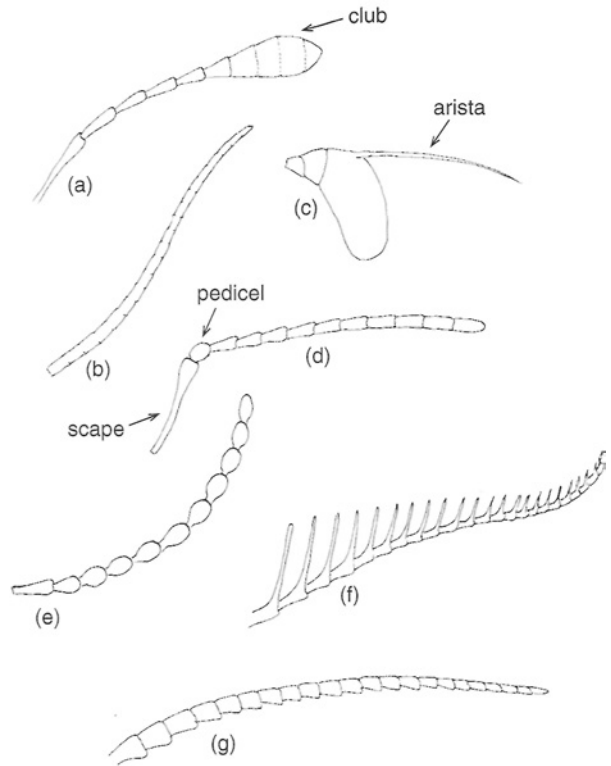 club
arista
(a)
(c)
pedicel
(b)
(d)
scape
(e)
(f)
(g)